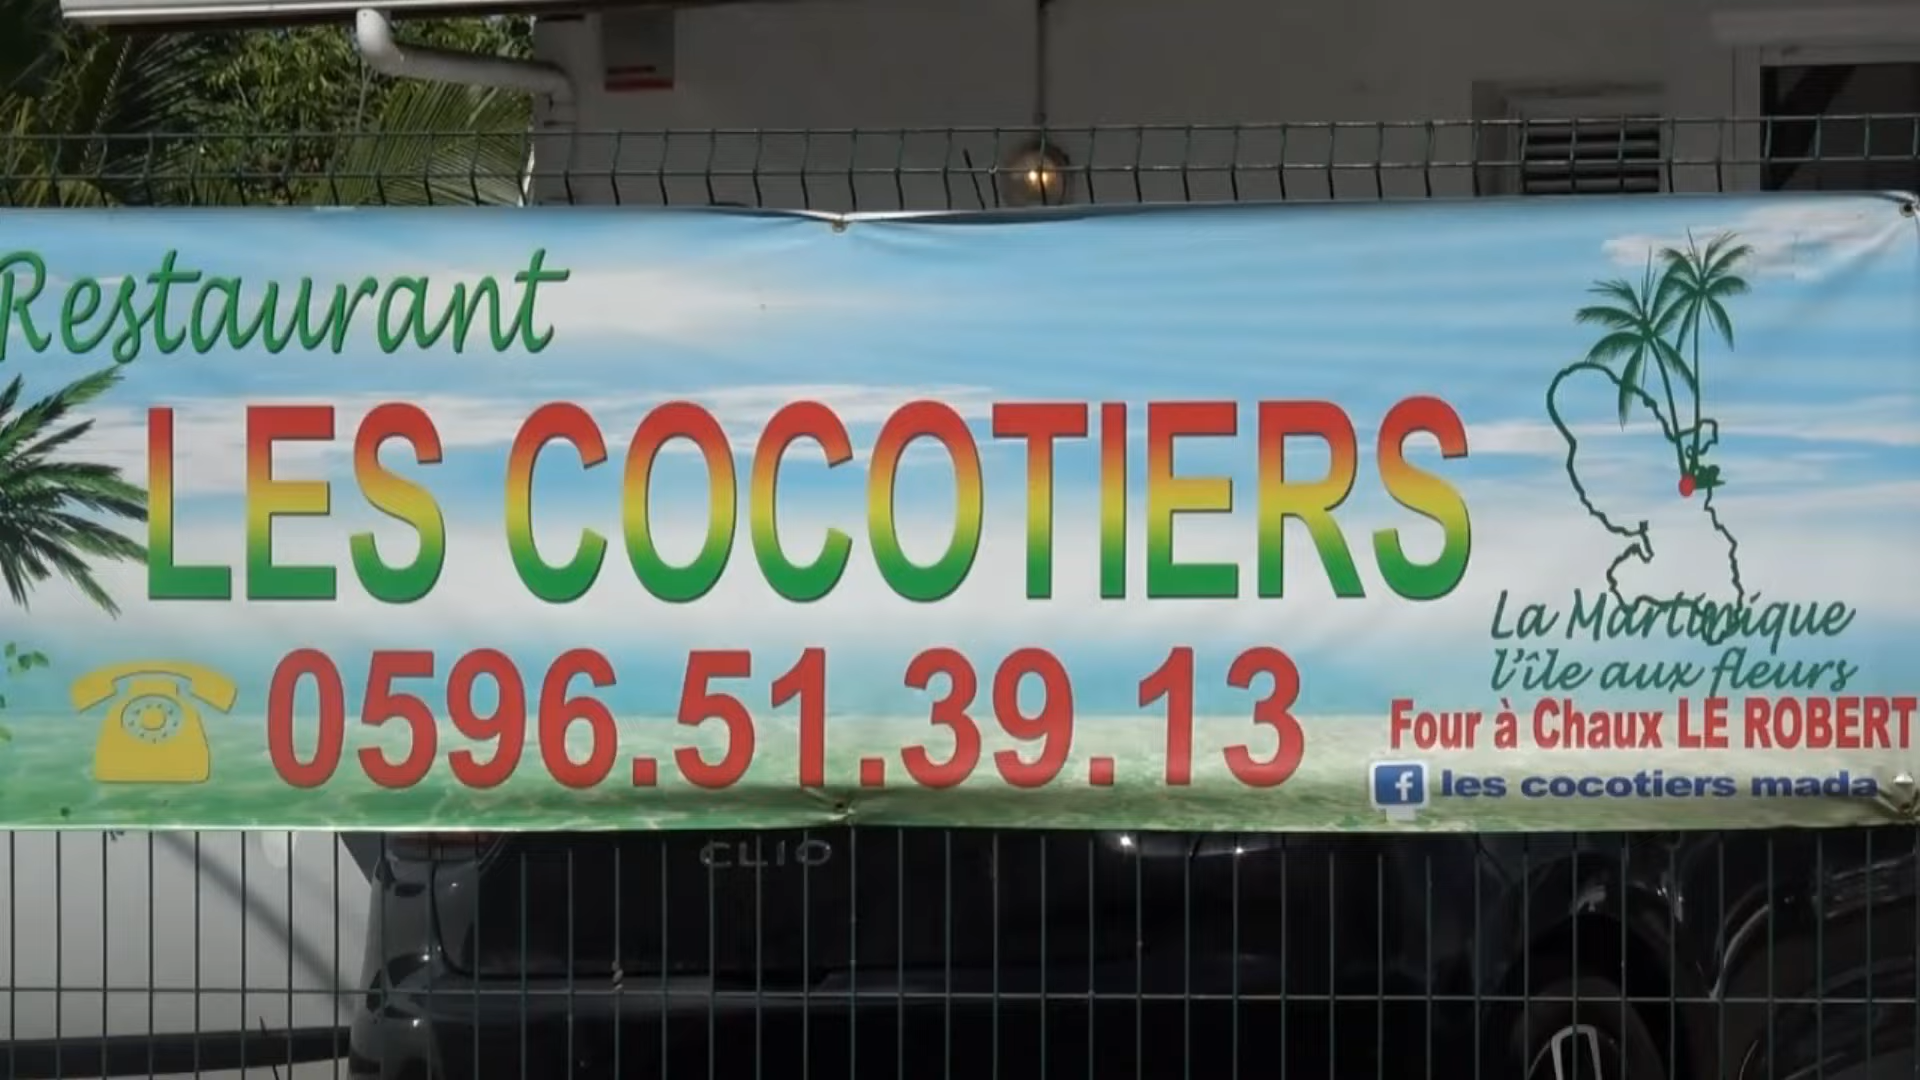 Restaurant
LES COCOTIERS
0596.51.39.13
La Martinique
l'île aux fleurs
Four à Chaux LE ROBERT
f les cocotiers mada
CLIO